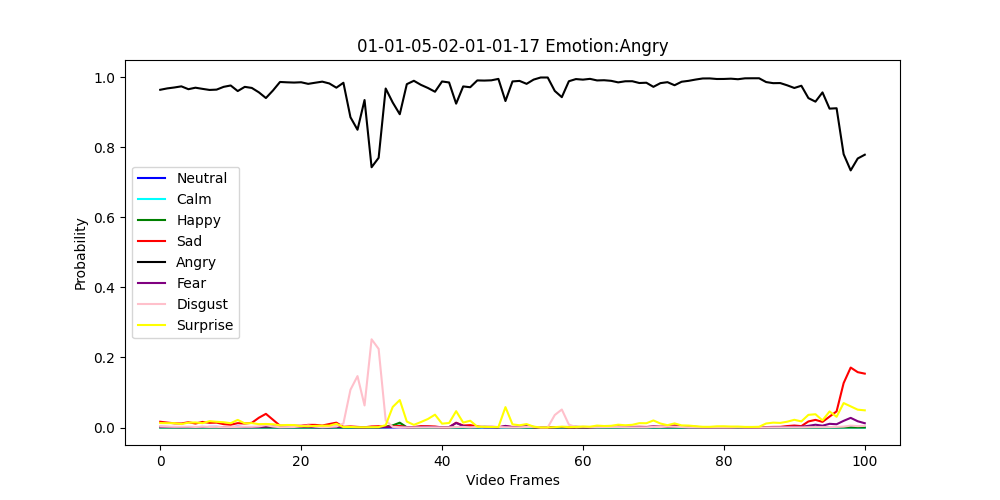 01-01-05-02-01-01-17 Emotion:Angry
1.0
0.8
0.6
0.4
0.2
0.0
Probability
Neutral
Calm
Happy
Sad
Angry
Fear
Disgust
Surprise
0 20 40 60 80 100
Video Frames